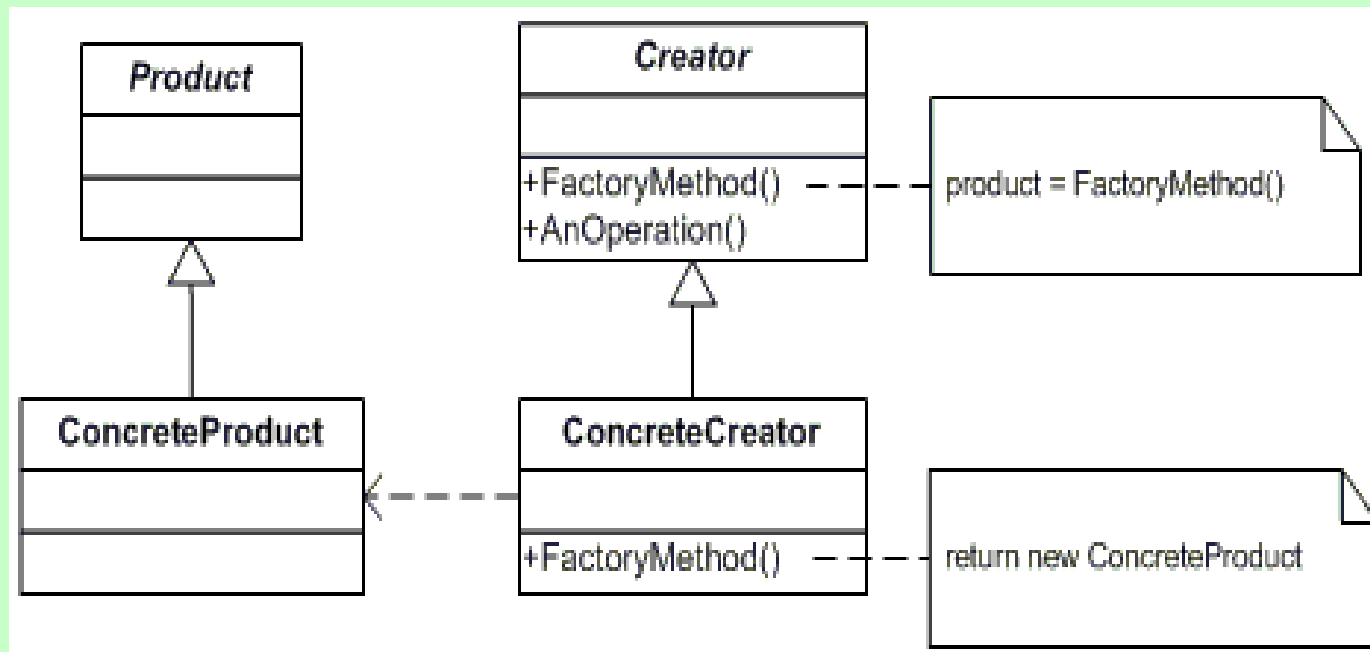 Product
Creator
+FactoryMethod()
+AnOperation()
product = FactoryMethod()
ConcreteProduct
ConcreteCreator
+FactoryMethod()
return new ConcreteProduct